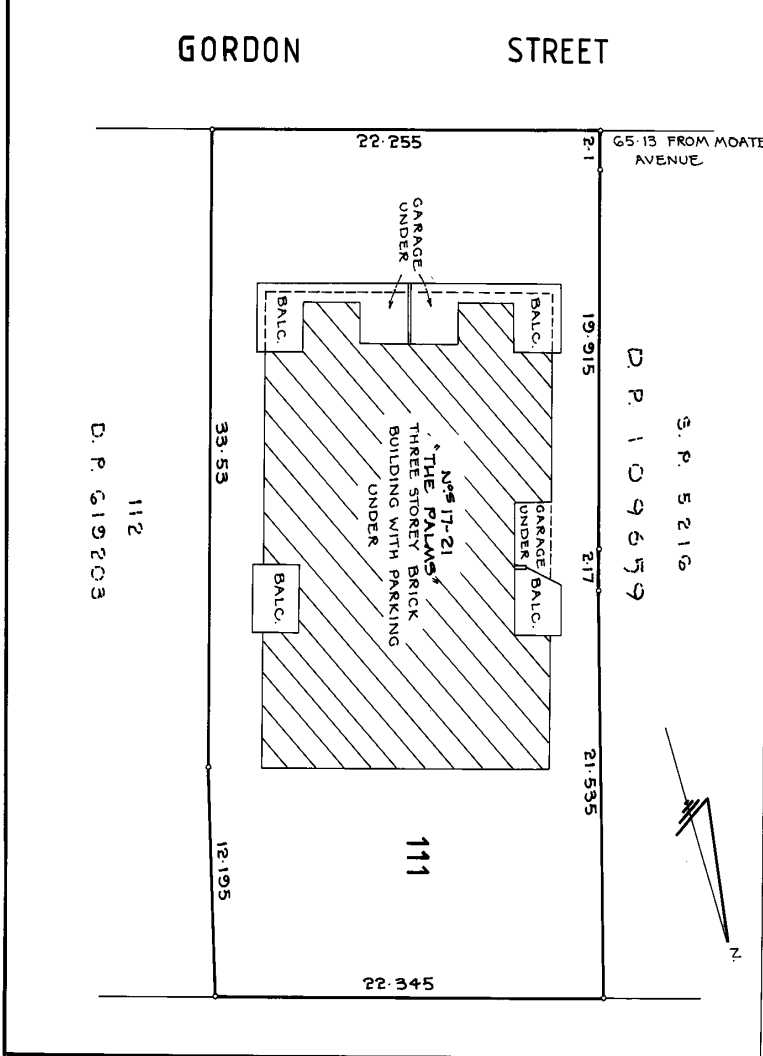 GORDON STREET
22·255
2·1
65·13 FROM MOATE
AVENUE
GARAGE
UNDER
BALC.
BALC.
19·915
D. P. 109659
S. P. 5216
33·53
112
D. P. 619203
Nos 17-21
"THE PALMS"
THREE STOREY BRICK
BUILDING WITH PARKING
UNDER
GARAGE
UNDER
BALC.
2·17
BALC.
21·535
111
12·195
22·345
Z